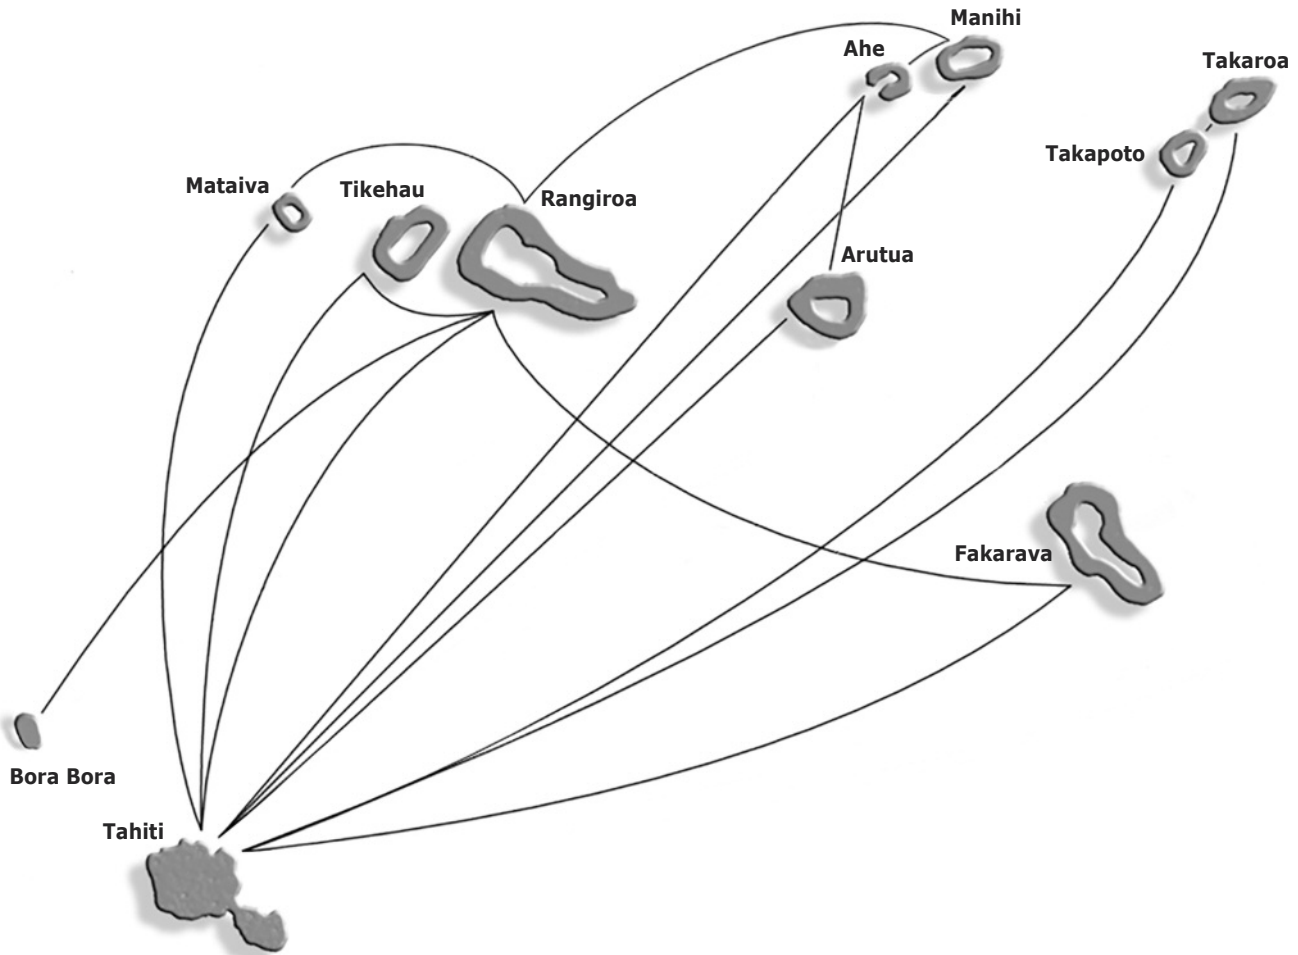 Manihi
Ahe
Takaroa
Takapoto
Mataiva
Tikehau
Rangiroa
Arutua
Fakarava
Bora Bora
Tahiti